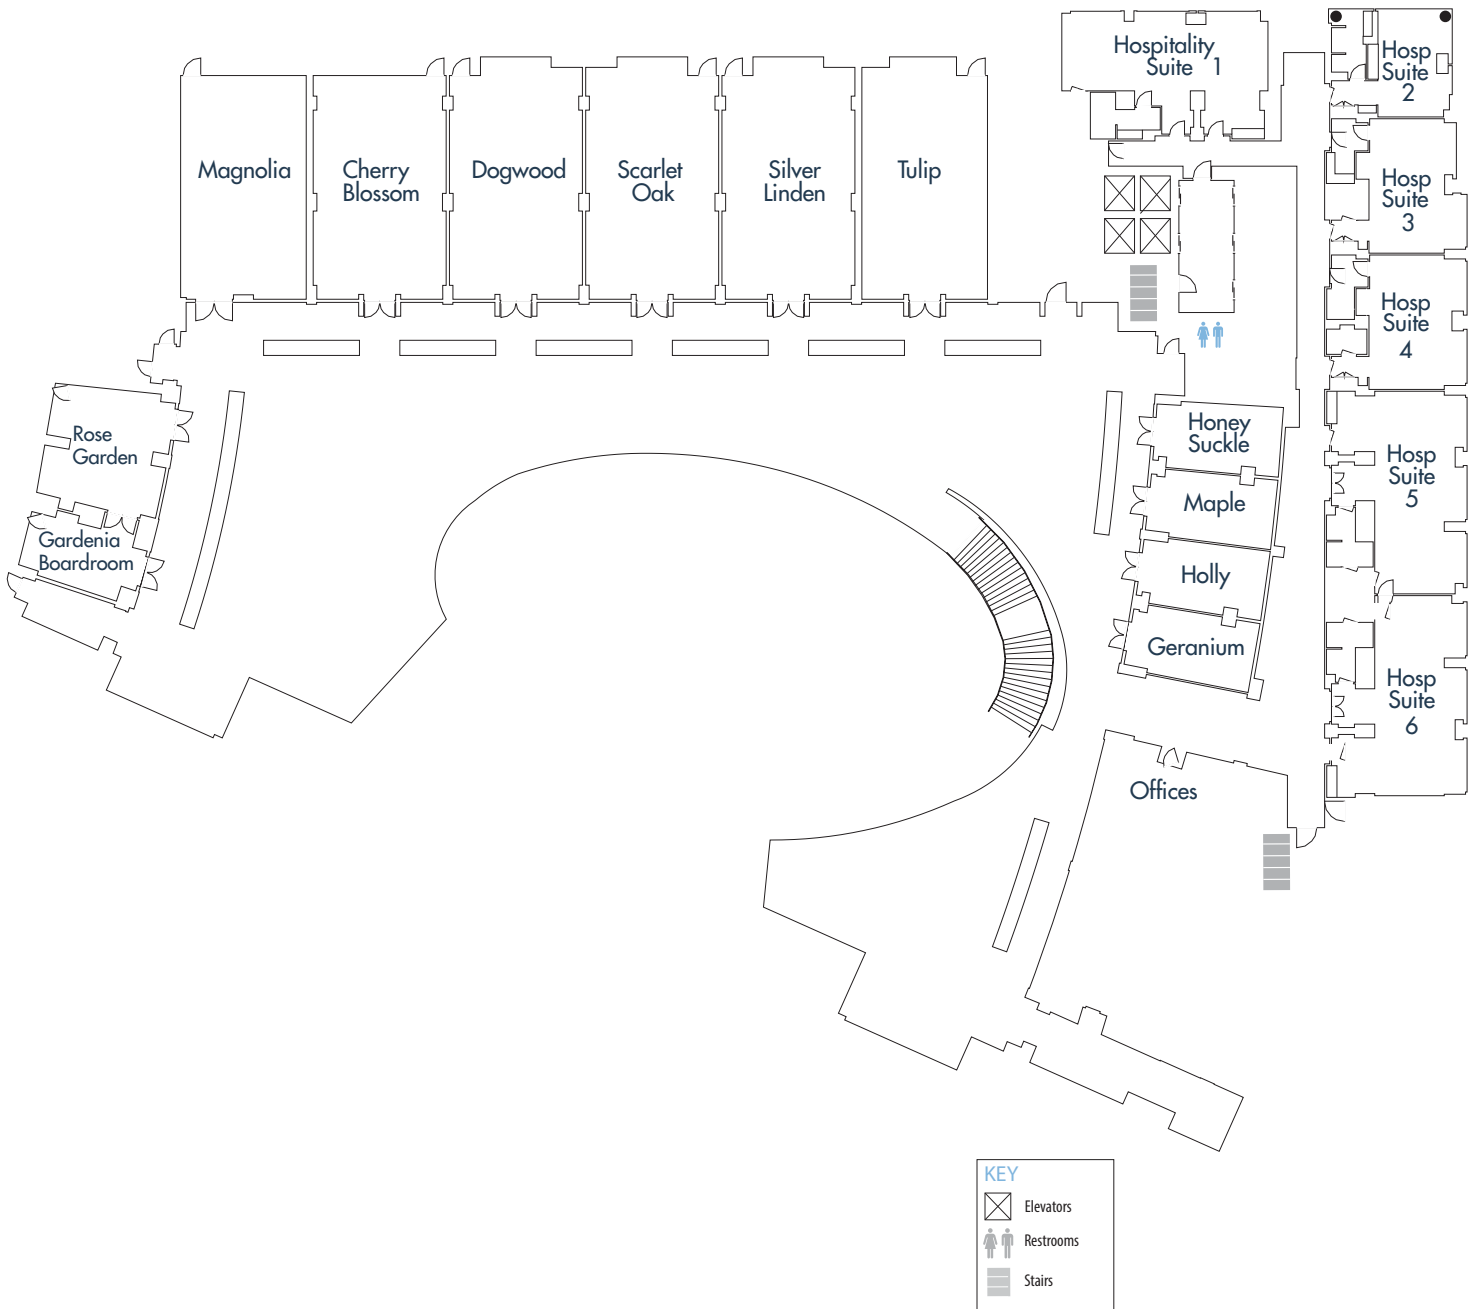 Hospitality
Suite 1
Hosp
Suite
2
Magnolia
Cherry
Blossom
Dogwood
Scarlet
Oak
Silver
Linden
Tulip
Hosp
Suite
3
Hosp
Suite
4
Rose
Garden
Honey
Suckle
Hosp
Suite
5
Maple
Gardenia
Boardroom
Holly
Geranium
Hosp
Suite
6
Offices
KEY
Elevators
Restrooms
Stairs